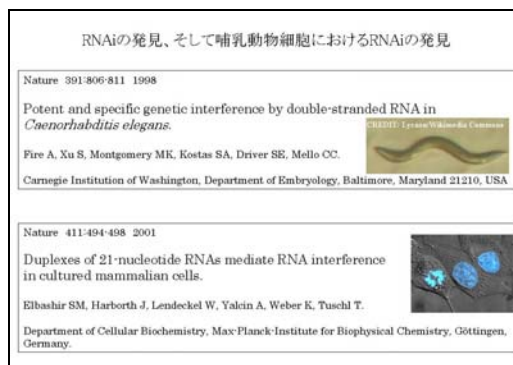 RNAiの発見、そして哺乳動物細胞におけるRNAiの発見
Nature 391:806-811 1998
Potent and specific genetic interference by double-stranded RNA in
Caenorhabditis elegans.
CREDIT: Lycaon/Wikimedia Commons
Fire A, Xu S, Montgomery MK, Kostas SA, Driver SE, Mello CC.
Carnegie Institution of Washington, Department of Embryology, Baltimore, Maryland 21210, USA
Nature 411:494-498 2001
Duplexes of 21-nucleotide RNAs mediate RNA interference
in cultured mammalian cells.
Elbashir SM, Harborth J, Lendeckel W, Yalcin A, Weber K, Tuschl T.
Department of Cellular Biochemistry, Max-Planck-Institute for Biophysical Chemistry, Göttingen,
Germany.